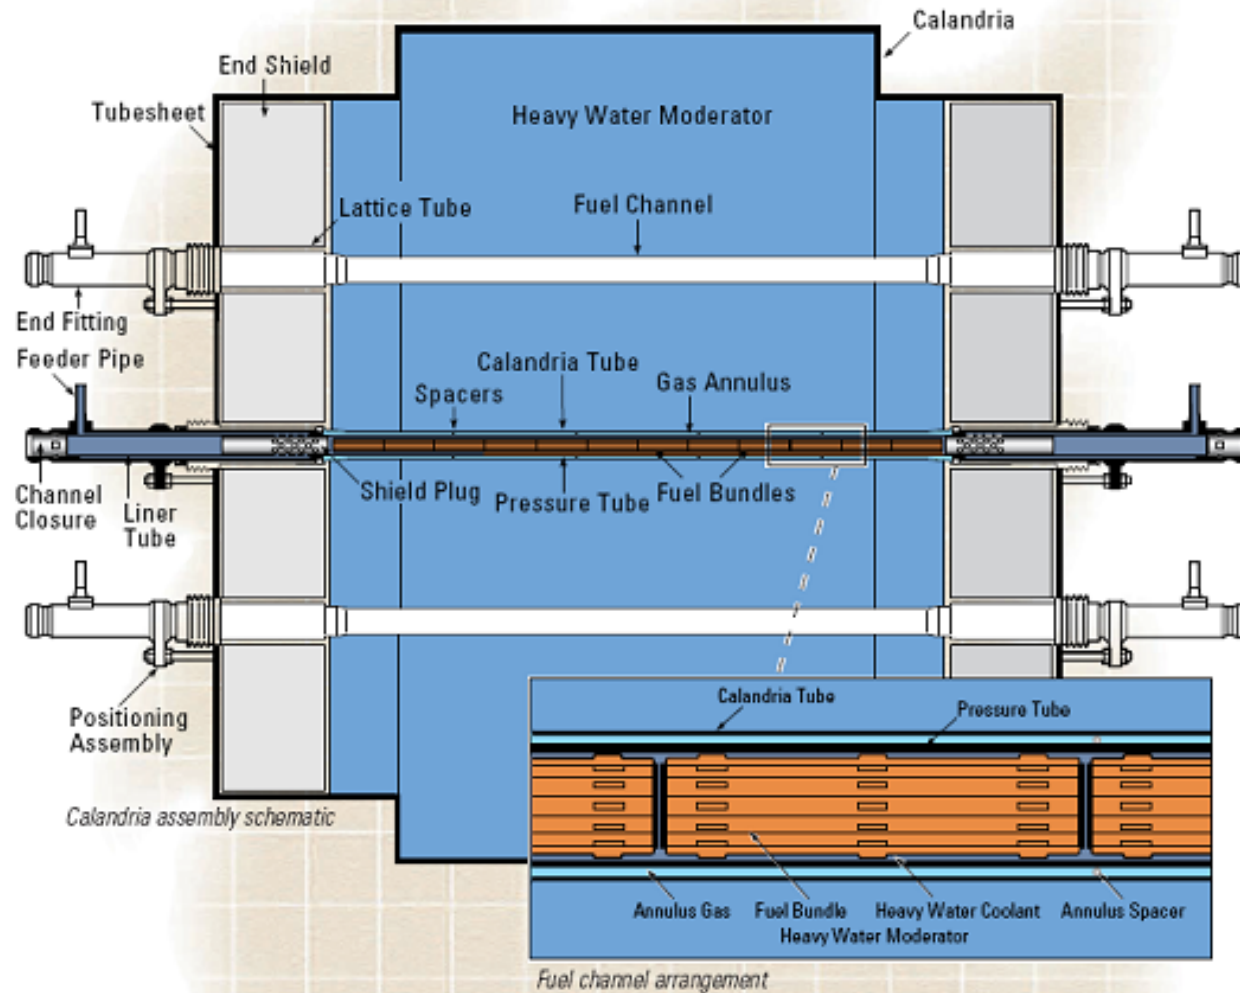 Calandria
End Shield
Tubesheet
Heavy Water Moderator
Lattice Tube
Fuel Channel
End Fitting
Feeder Pipe
Calandria Tube
Spacers
Gas Annulus
Channel
Closure
Liner
Tube
Shield Plug
Pressure Tube
Fuel Bundles
Positioning
Assembly
Calandria assembly schematic
Calandria Tube
Pressure Tube
Annulus Gas
Fuel Bundle
Heavy Water Coolant
Annulus Spacer
Heavy Water Moderator
Fuel channel arrangement